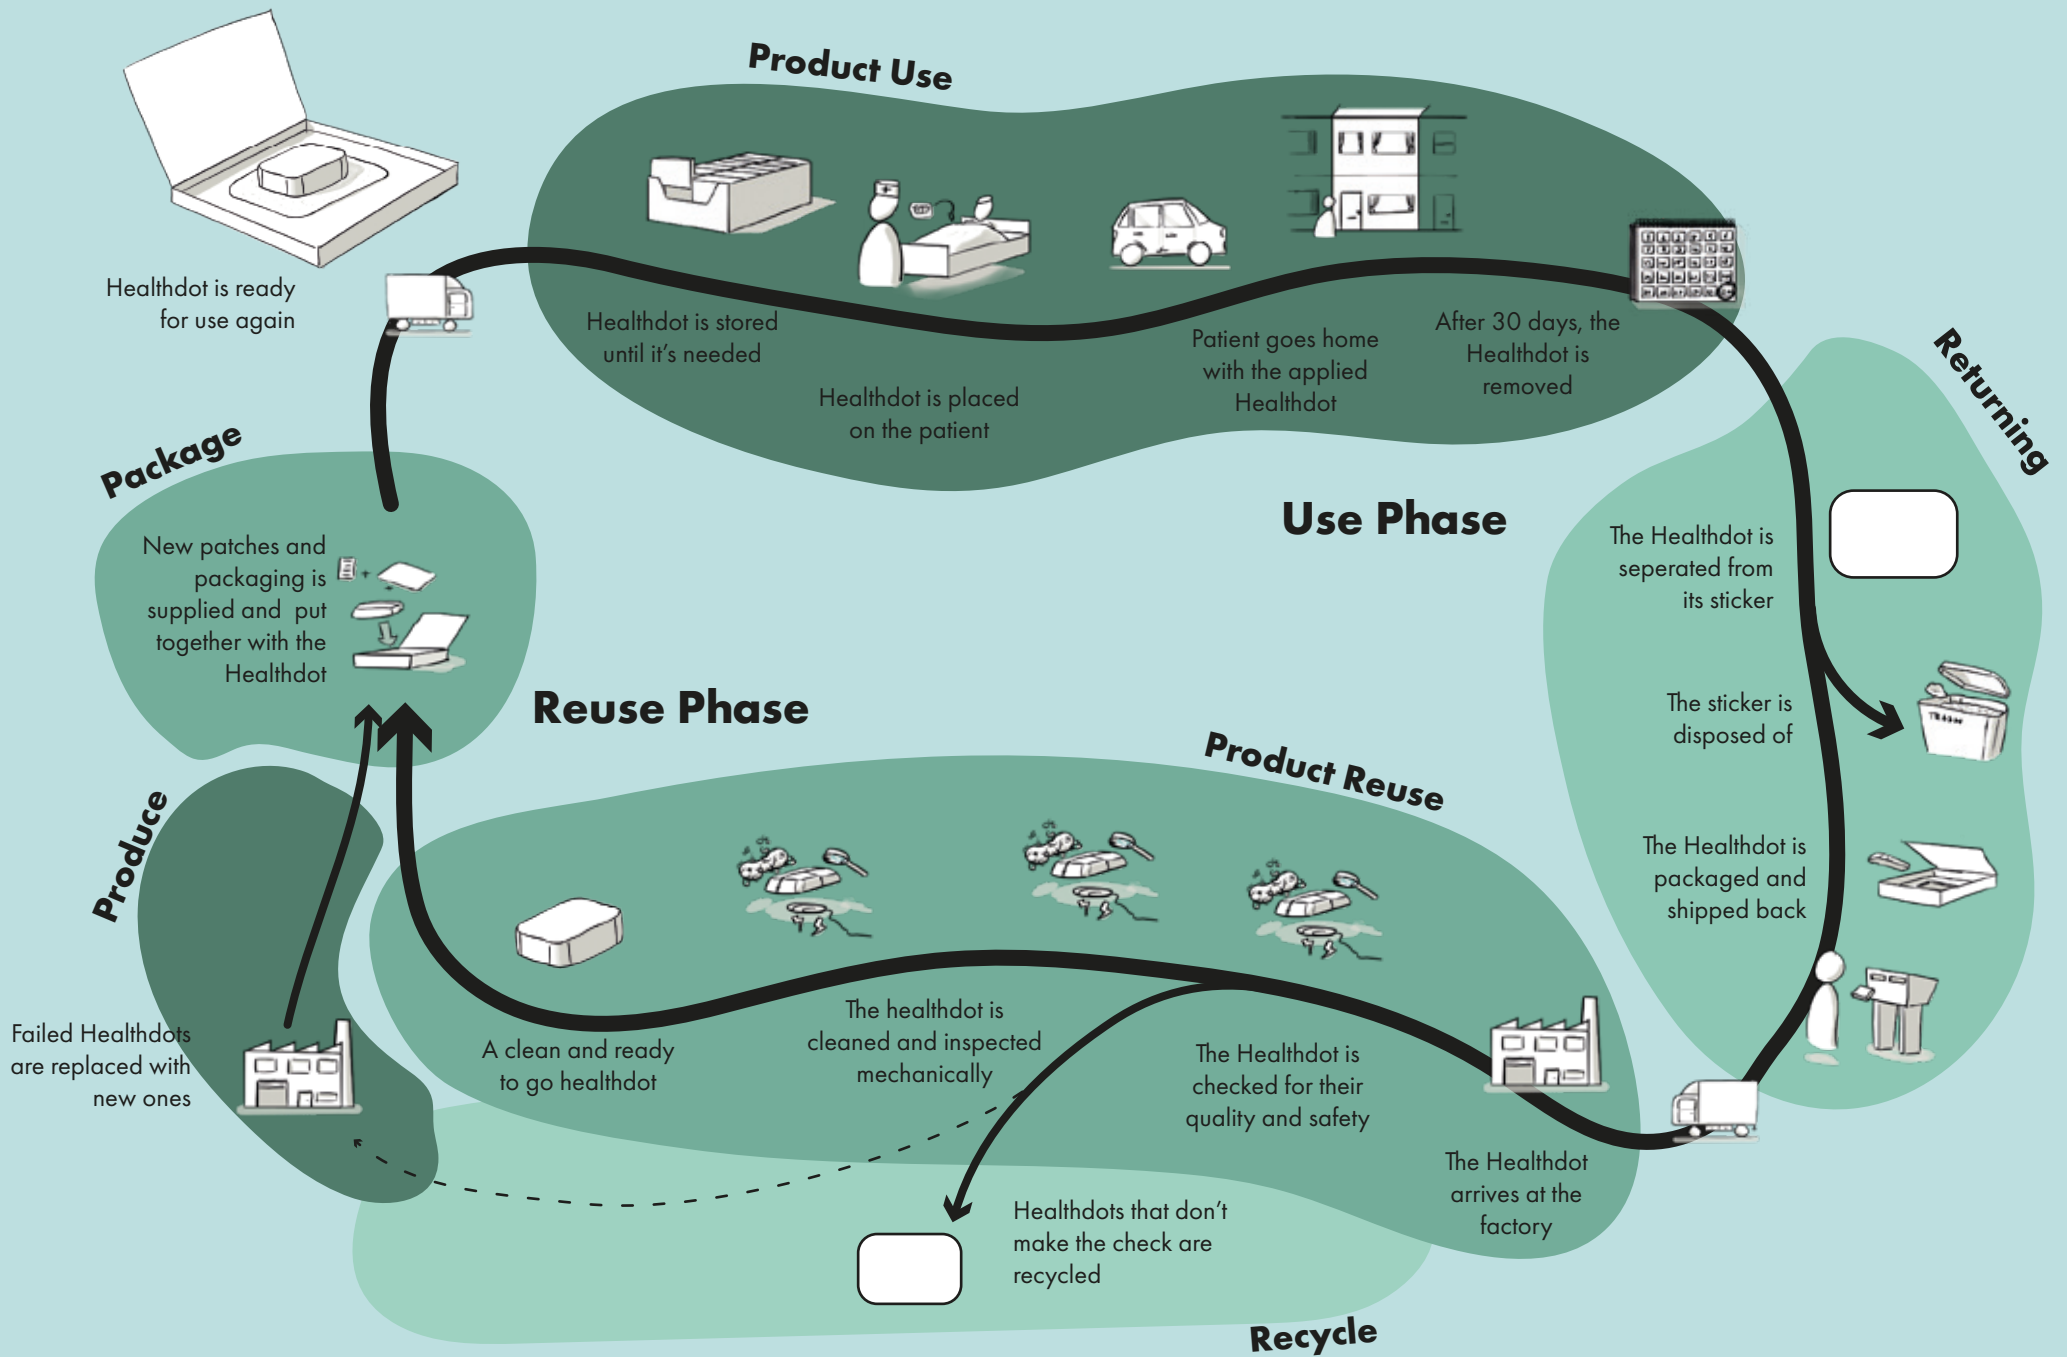 Product Use
Healthdot is ready
for use again
Healthdot is stored
until it's needed
Healthdot is placed
on the patient
Patient goes home
with the applied
Healthdot
After 30 days, the
Healthdot is
removed
Returning
Use Phase
The Healthdot is
seperated from
its sticker
The sticker is
disposed of
The Healthdot is
packaged and
shipped back
Package
New patches and
packaging is
supplied and put
together with the
Healthdot
Reuse Phase
Product Reuse
Produce
Failed Healthdots
are replaced with
new ones
A clean and ready
to go healthdot
The healthdot is
cleaned and inspected
mechanically
The Healthdot is
checked for their
quality and safety
The Healthdot
arrives at the
factory
Healthdots that don't
make the check are
recycled
Recycle